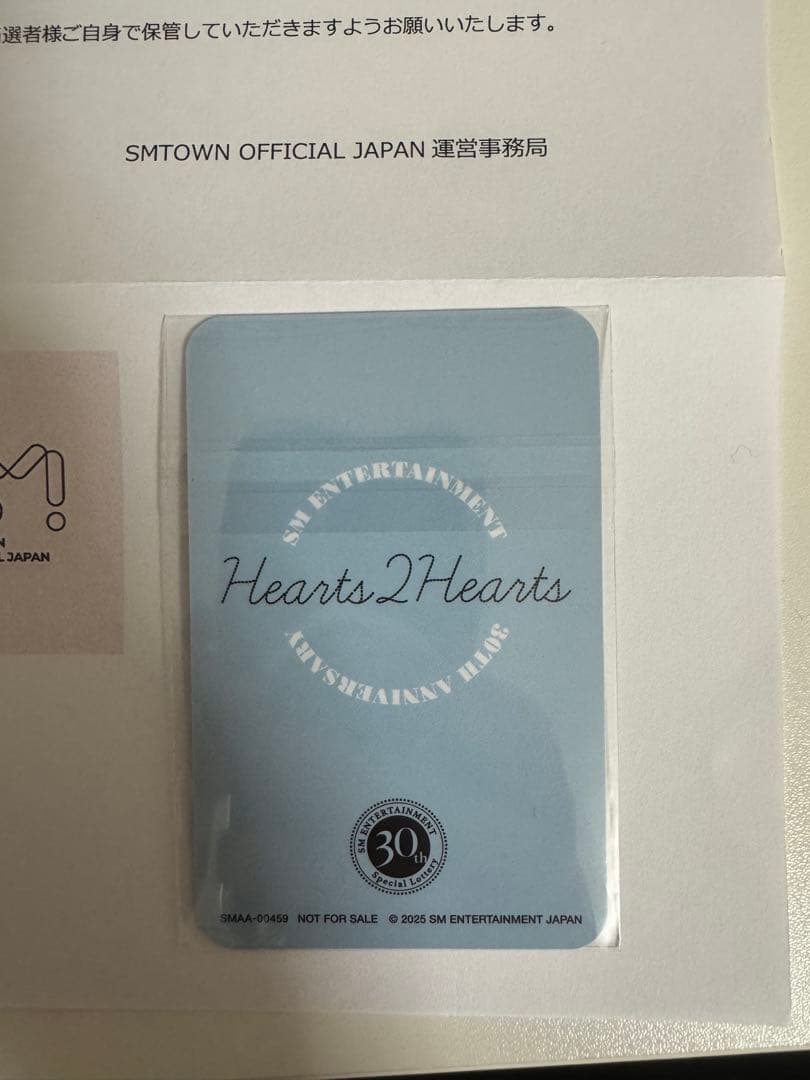 選者様ご自身で保管していただきますようお願いいたします。
SMTOWN OFFICIAL JAPAN 運営事務局
L JAPAN
SM ENTERTAINMENT
Hearts2Hearts
30TH ANNIVERSARY
SM ENTERTAINMENT
30th
Special Lottery
SMAA-00459 NOT FOR SALE © 2025 SM ENTERTAINMENT JAPAN